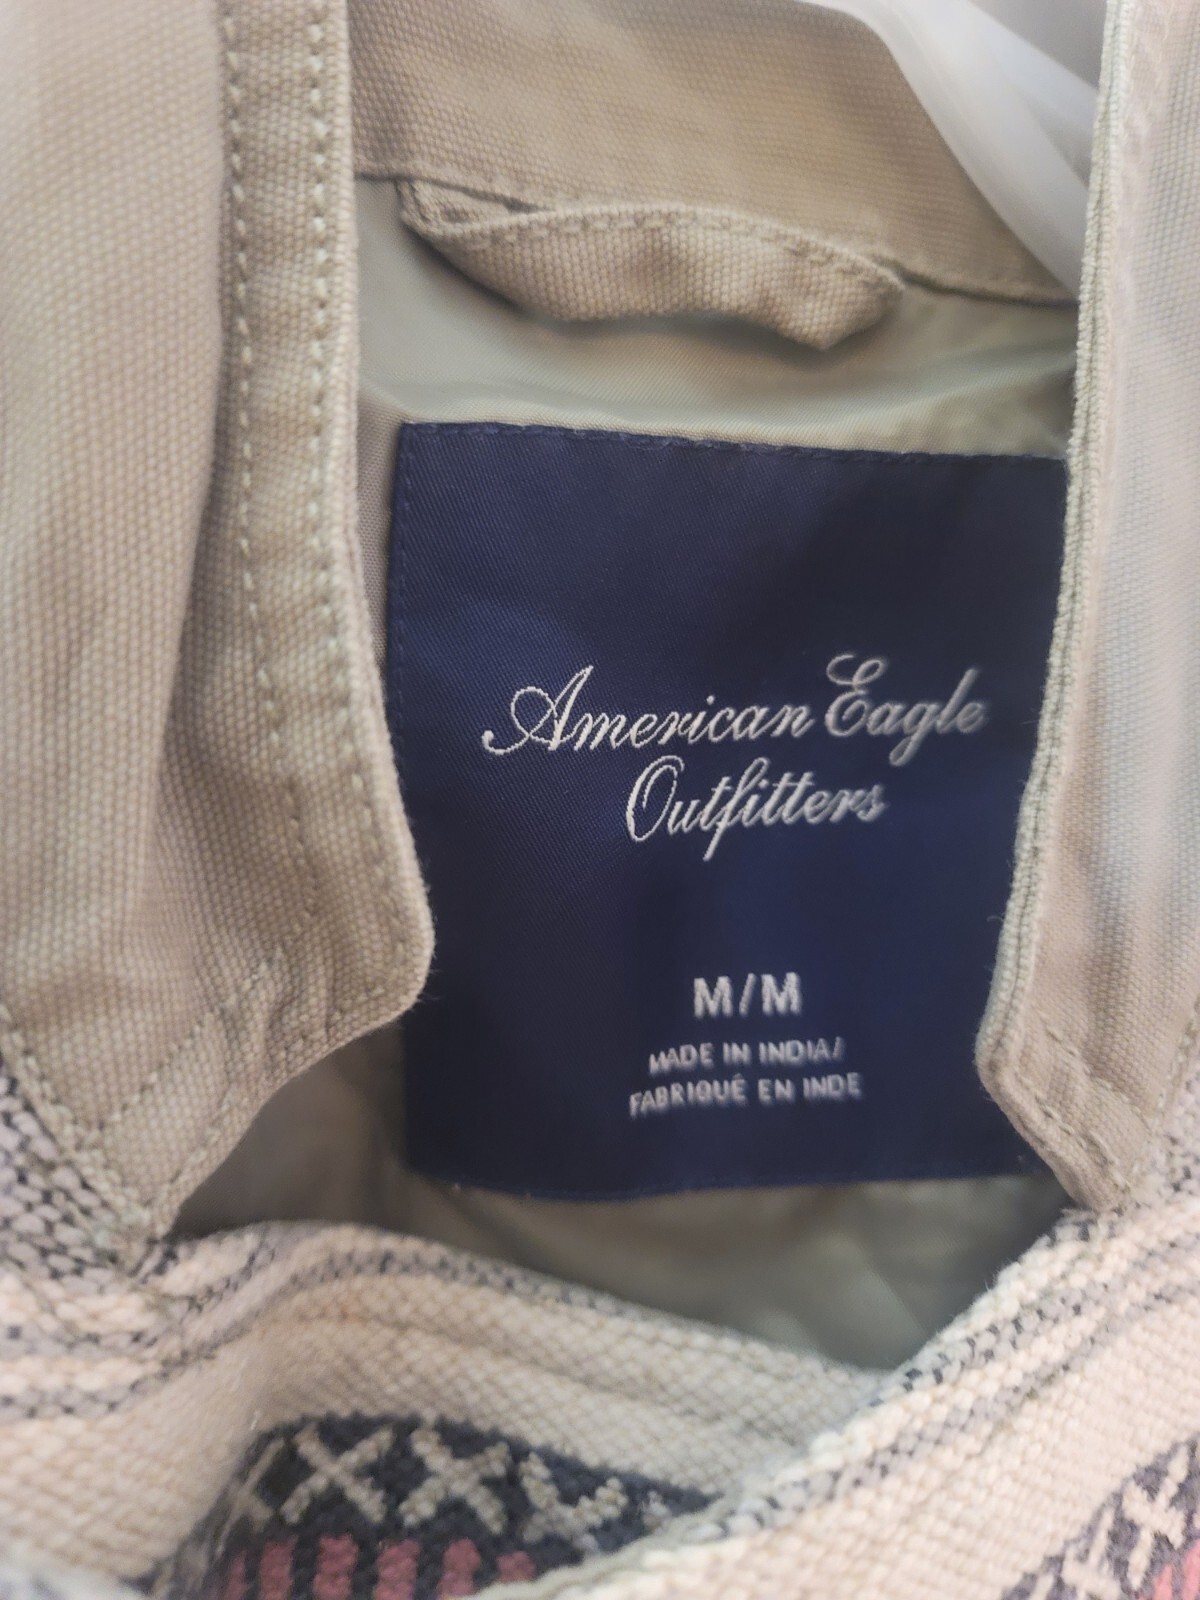 American Eagle
Outfitters
M/M
MADE IN INDIA/
FABRIQUÉ EN INDE